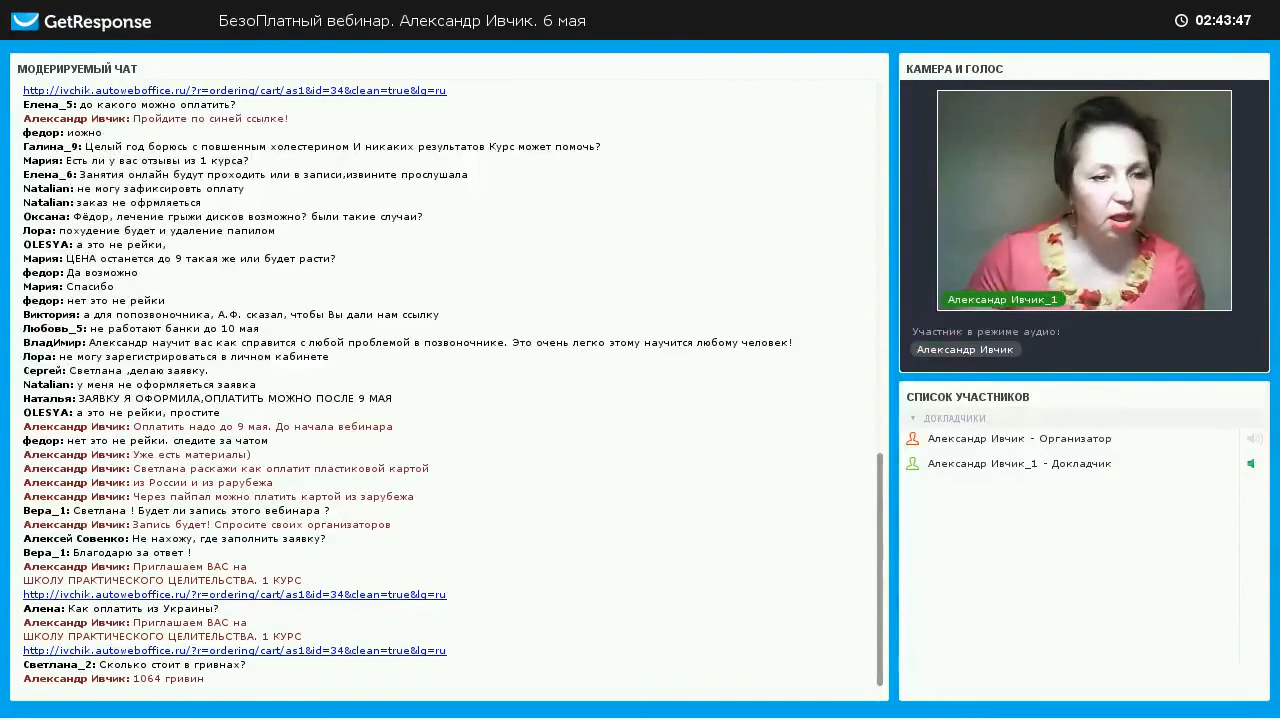 GetResponse
БезоПлатный вебинар. Александр Ивчик. 6 мая
02:43:47
МОДЕРИРУЕМЫЙ ЧАТ
http://ivchik.autoweboffice.ru/?r=ordering/cart/as1&id=34&clean=true&lg=ru
Елена_5: до какого можно оплатить?
Александр Ивчик: Пройдите по синей ссылке!
федор: иожно
Галина_9: Целый год борюсь с повшенным холестерином И никаких результатов Курс может помочь?
Мария: Есть ли у вас отзывы из 1 курса?
Елена_6: Занятия онлайн будут проходить или в записи,извините прослушала
Natalian: не могу зафиксировть оплату
Natalian: заказ не офрмляеться
Оксана: Фёдор, лечение грыжи дисков возможно? были такие случаи?
Лора: похудение будет и удаление папилом
OLESYA: а это не рейки,
Мария: ЦЕНА останется до 9 такая же или будет расти?
федор: Да возможно
Мария: Спасибо
федор: нет это не рейки
Виктория: а для попозвоночника, А.Ф. сказал, чтобы Вы дали нам ссылку
Любовь_5: не работают банки до 10 мая
ВладИмир: Александр научит вас как справится с любой проблемой в позвоночнике. Это очень легко этому научится любому человек!
Лора: не могу зарегистрироваться в личном кабинете
Сергей: Светлана ,делаю заявку.
Natalian: у меня не оформляеться заявка
Наталья: ЗАЯВКУ Я ОФОРМИЛА,ОПЛАТИТЬ МОЖНО ПОСЛЕ 9 МАЯ
OLESYA: а это не рейки, простите
Александр Ивчик: Оплатить надо до 9 мая. До начала вебинара
федор: нет это не рейки. следите за чатом
Александр Ивчик: Уже есть материалы)
Александр Ивчик: Светлана раскажи как оплатит пластиковой картой
Александр Ивчик: из России и из рарубежа
Александр Ивчик: Через пайпал можно платить картой из зарубежа
Вера_1: Светлана ! Будет ли запись этого вебинара ?
Александр Ивчик: Запись будет! Спросите своих организаторов
Алексей Совенко: Не нахожу, где заполнить заявку?
Вера_1: Благодарю за ответ !
Александр Ивчик: Приглашаем ВАС на
ШКОЛУ ПРАКТИЧЕСКОГО ЦЕЛИТЕЛЬСТВА. 1 КУРС
http://ivchik.autoweboffice.ru/?r=ordering/cart/as1&id=34&clean=true&lg=ru
Алена: Как оплатить из Украины?
Александр Ивчик: Приглашаем ВАС на
ШКОЛУ ПРАКТИЧЕСКОГО ЦЕЛИТЕЛЬСТВА. 1 КУРС
http://ivchik.autoweboffice.ru/?r=ordering/cart/as1&id=34&clean=true&lg=ru
Светлана_2: Сколько стоит в гривнах?
Александр Ивчик: 1064 гривин
КАМЕРА И ГОЛОС
Александр Ивчик_1
Участник в режиме аудио:
Александр Ивчик
СПИСОК УЧАСТНИКОВ
ДОКЛАДЧИКИ
Александр Ивчик - Организатор
Александр Ивчик_1 - Докладчик